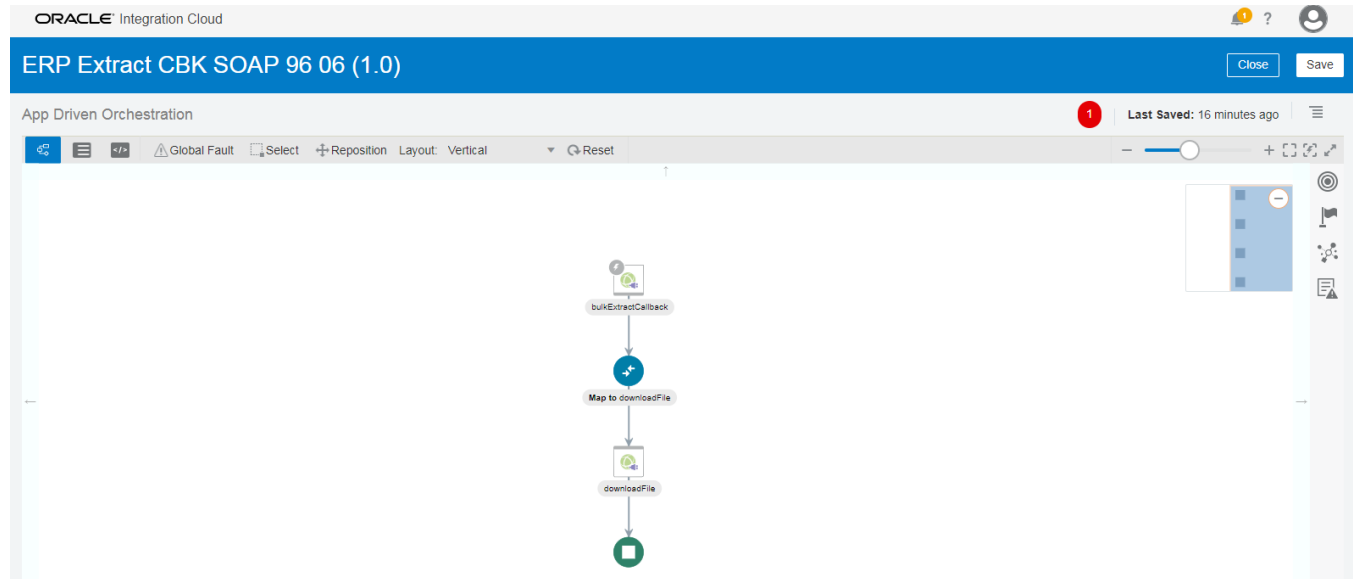 ORACLE® Integration Cloud
1
?
ERP Extract CBK SOAP 96 06 (1.0)
Close
Save
App Driven Orchestration
1
Last Saved: 16 minutes ago
</>
Global Fault
Select
Reposition
Layout: Vertical
Reset
bulkExtractCallback
Map to downloadFile
downloadFile